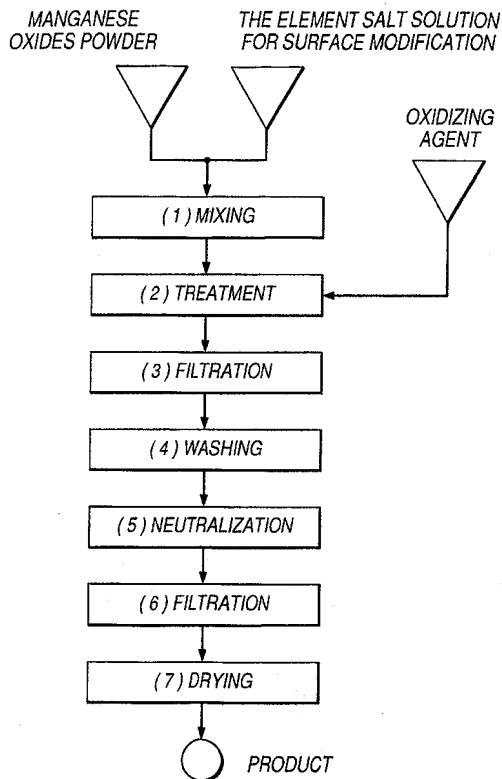 MANGANESE
OXIDES POWDER
THE ELEMENT SALT SOLUTION
FOR SURFACE MODIFICATION
OXIDIZING
AGENT
(1) MIXING
(2) TREATMENT
(3) FILTRATION
(4) WASHING
(5) NEUTRALIZATION
(6) FILTRATION
(7) DRYING
PRODUCT